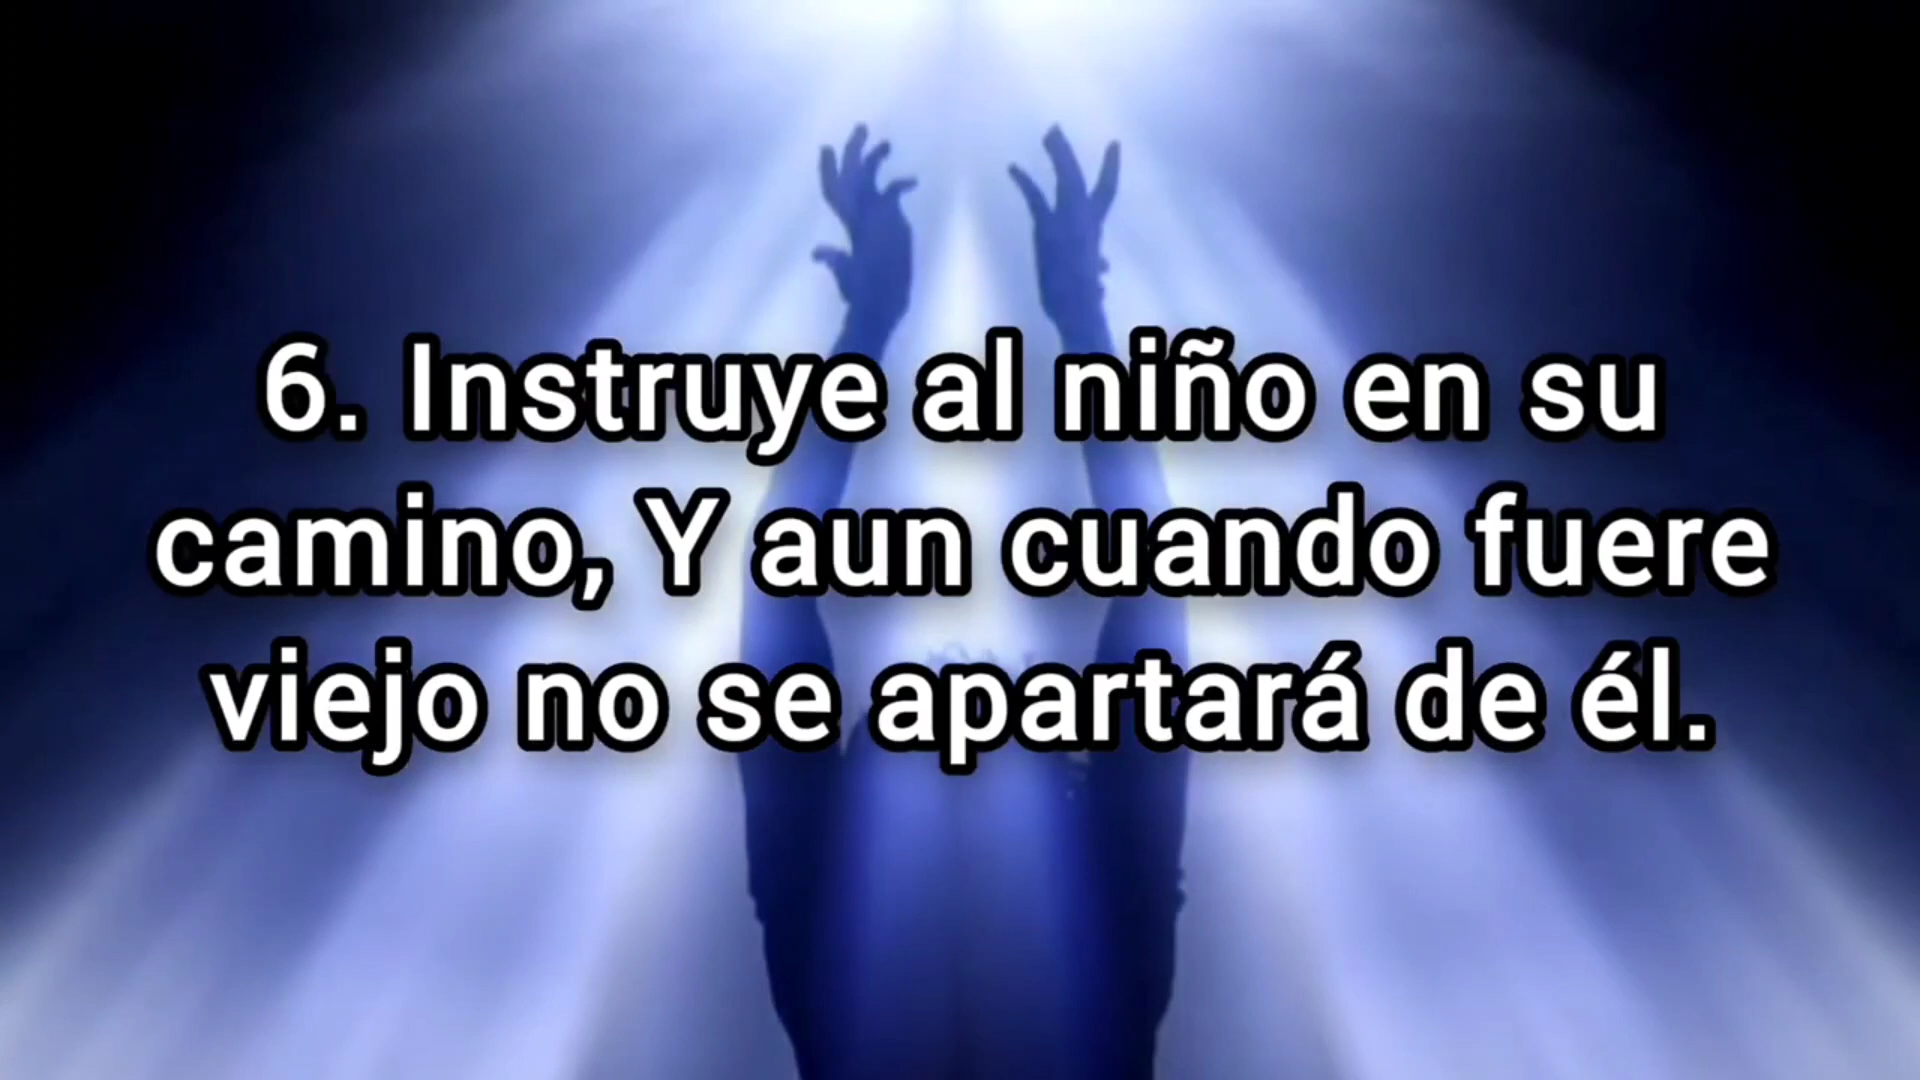 6. Instruye al niño en su
camino, Y aun cuando fuere
viejo no se apartará de él.